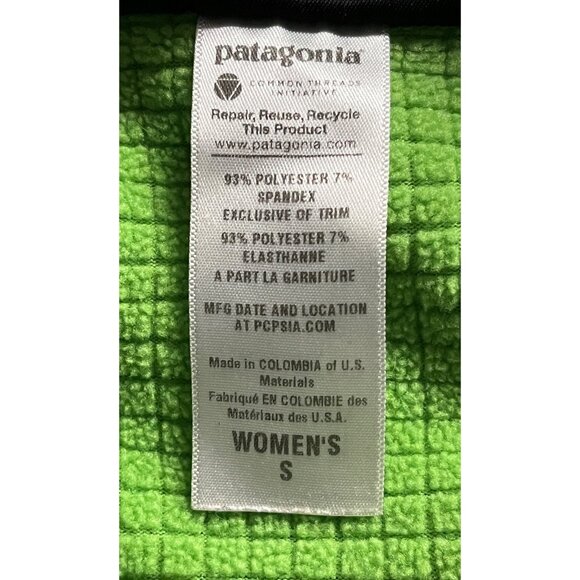 patagonia
COMMON THREADS
INITIATIVE
Repair, Reuse, Recycle
This Product
www.patagonia.com
93% POLYESTER 7%
SPANDEX
EXCLUSIVE OF TRIM
93% POLYESTER 7%
ELASTHANNE
A PART LA GARNITURE
MFG DATE AND LOCATION
AT PCPSIA.COM
Made in COLOMBIA of U.S.
Materials
Fabriqué EN COLOMBIE des
Matériaux des U.S.A.
WOMEN'S
S